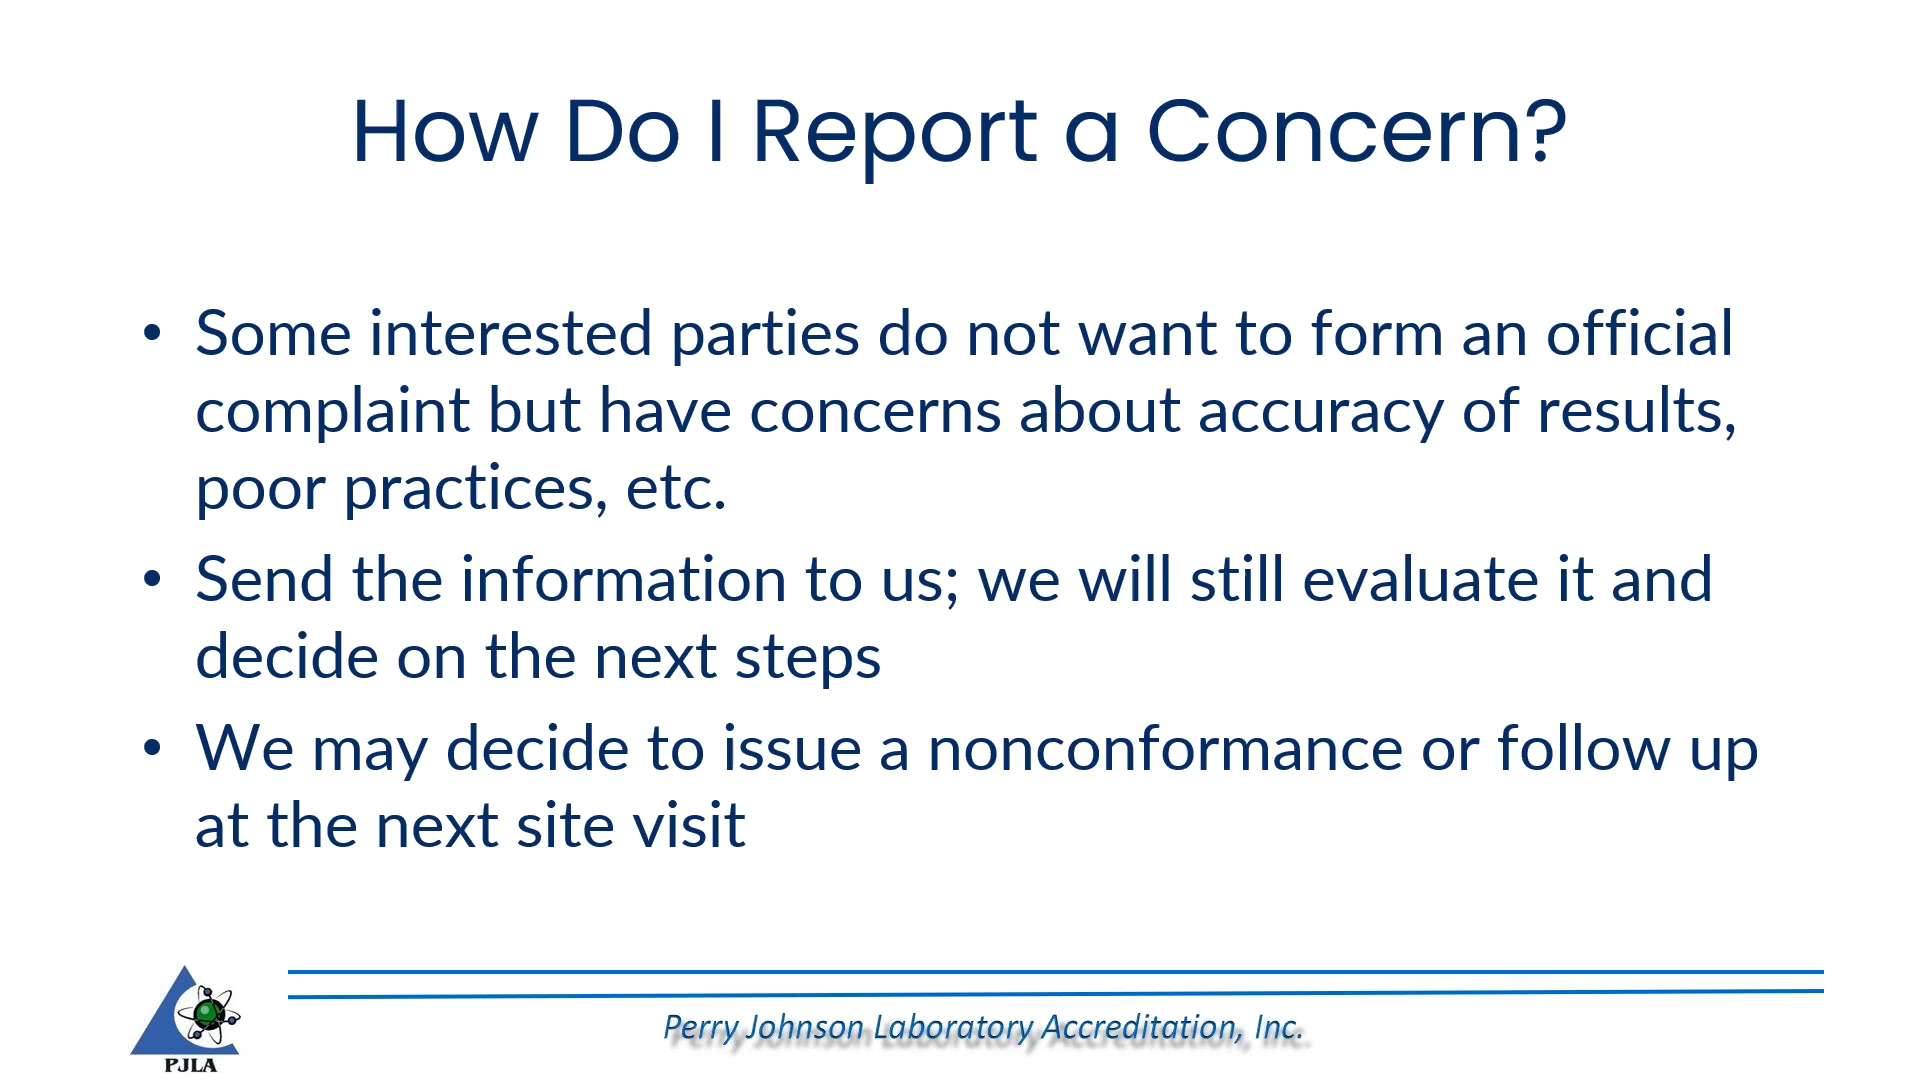 How Do I Report a Concern?
• Some interested parties do not want to form an official
complaint but have concerns about accuracy of results,
poor practices, etc.
• Send the information to us; we will still evaluate it and
decide on the next steps
• We may decide to issue a nonconformance or follow up
at the next site visit
PJLA
Perry Johnson Laboratory Accreditation, Inc.